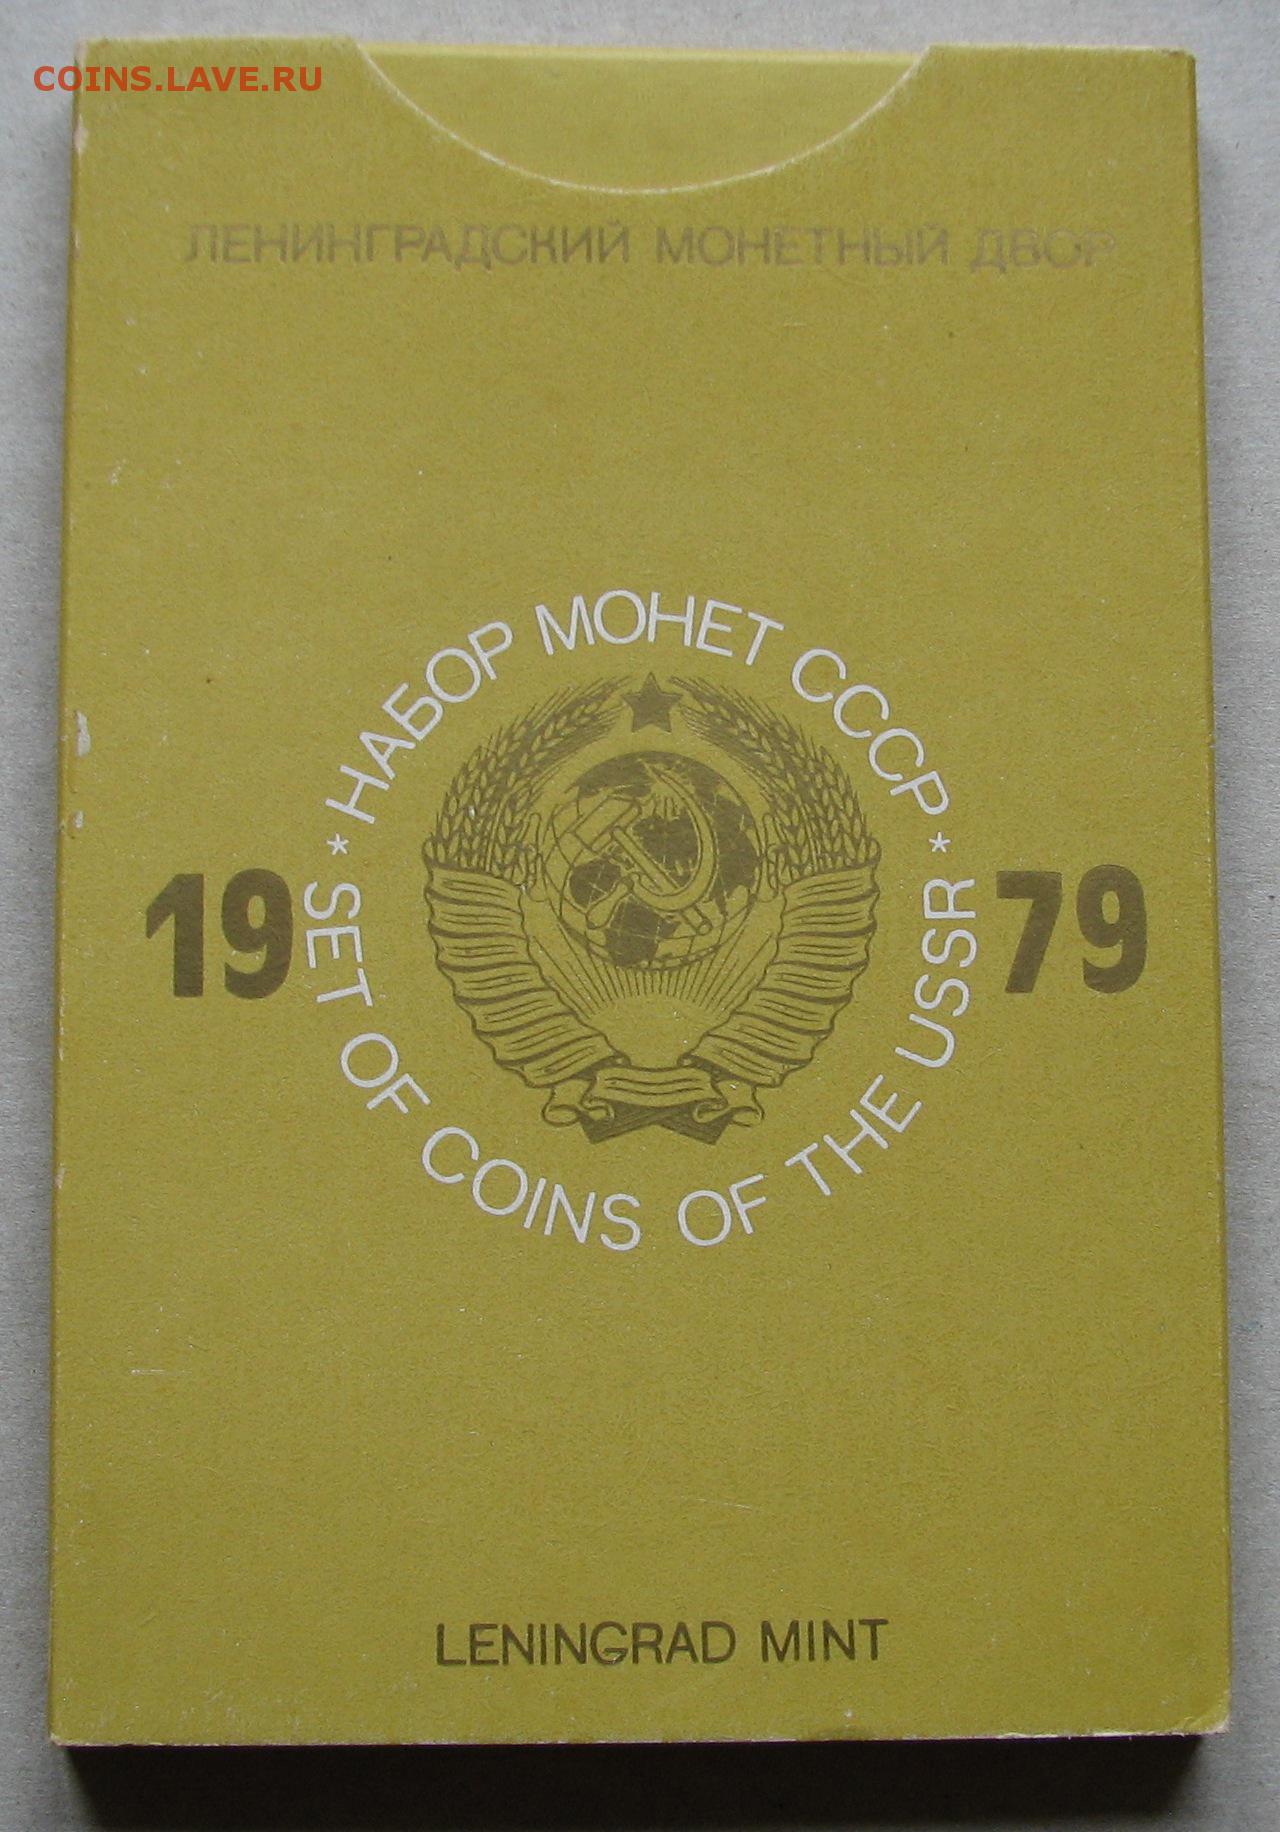 COINS.LAVE.RU
ЛЕНИНГРАДСКИЙ МОНЕТНЫЙ ДВОР
* НАБОР МОНЕТ СССР *
19 79
SET OF COINS OF THE USSR
LENINGRAD MINT